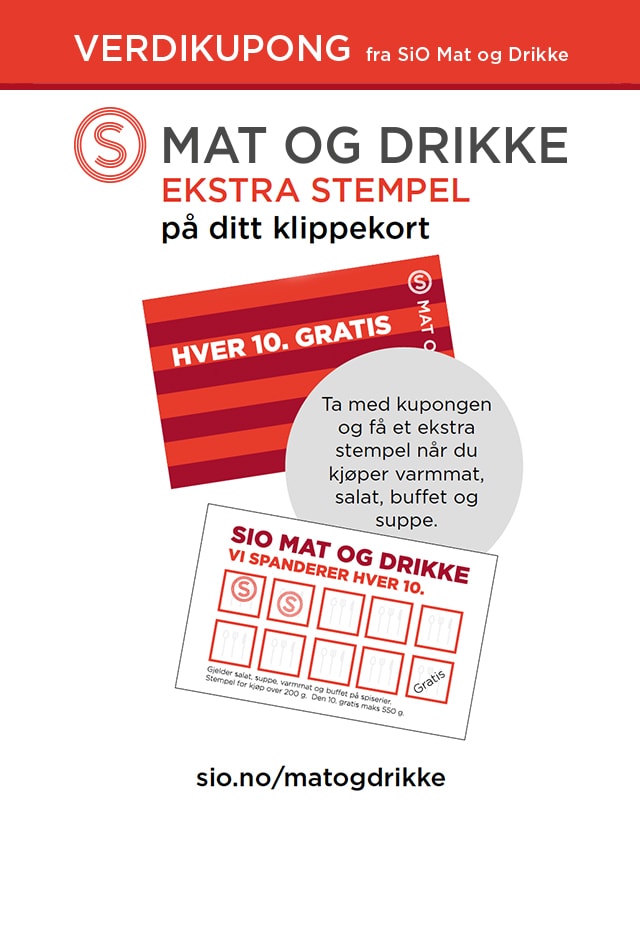 VERDIKUPONG fra SiO Mat og Drikke
S MAT OG DRIKKE
EKSTRA STEMPEL
på ditt klippekort
S MAT O
HVER 10. GRATIS
Ta med kupongen
og få et ekstra
stempel når du
kjøper varmmat,
salat, buffet og
suppe.
SIO MAT OG DRIKKE
VI SPANDERER HVER 10.
S S
Gratis
Gjelder salat, suppe, varmmat og buffet på spiserier.
Stempel for kjøp over 200 g. Den 10. gratis maks 550 g.
sio.no/matogdrikke